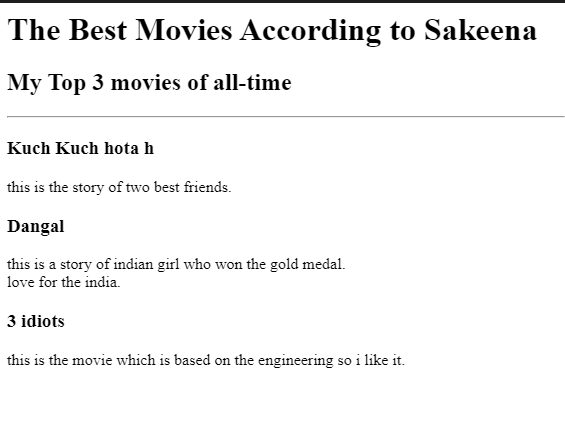 The Best Movies According to Sakeena
My Top 3 movies of all-time
Kuch Kuch hota h
this is the story of two best friends.
Dangal
this is a story of indian girl who won the gold medal.
love for the india.
3 idiots
this is the movie which is based on the engineering so i like it.